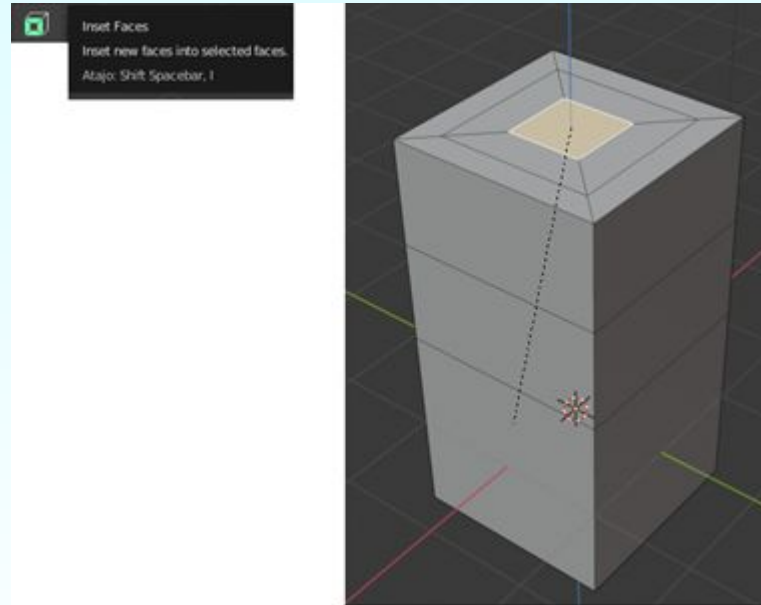 Inset Faces
Inset new faces into selected faces.
Atajo: Shift Spacebar, I